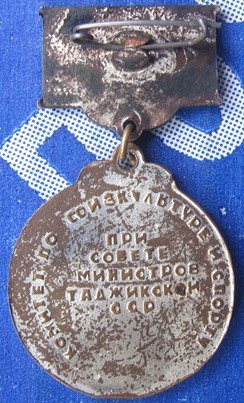 КОМИТЕТ ПО ФИЗКУЛЬТУРЕ И СПОРТУ
ПРИ
СОВЕТЕ
МИНИСТРОВ
ТАДЖИКСКОЙ
ССР